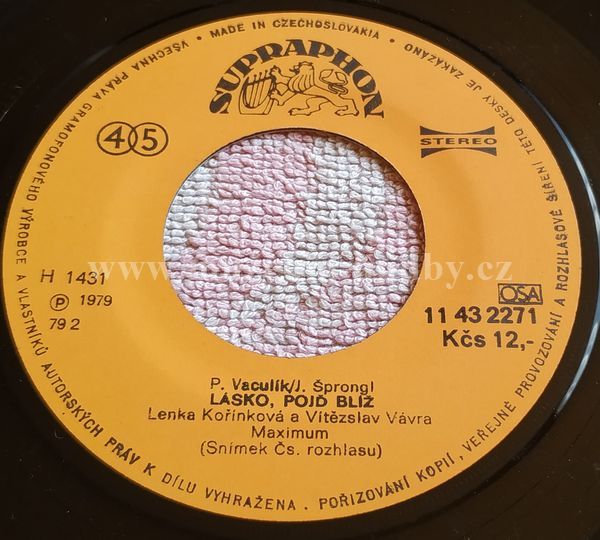 VŠECHNA PRÁVA GRAMOFONOVÉHO VÝROBCE A VLASTNÍKŮ AUTORSKÝCH PRÁV K DÍLU VYHRAŽENA . POŘIZOVÁNÍ KOPIÍ, VEŘEJNÉ PROVOZOVÁNÍ A ROZHLASOVÉ ŠÍŘENÍ TÉTO DESKY JE ZAKÁZÁNO • MADE IN CZECHOSLOVAKIA •
SUPRAPHON
45
STEREO
H 1431
℗ 1979
79 2
OSA
11 43 2271
Kčs 12,-
P. Vaculík/J. Šprongl
LÁSKO, POJĎ BLÍŽ
Lenka Kořínková a Vítězslav Vávra
Maximum
(Snímek Čs. rozhlasu)